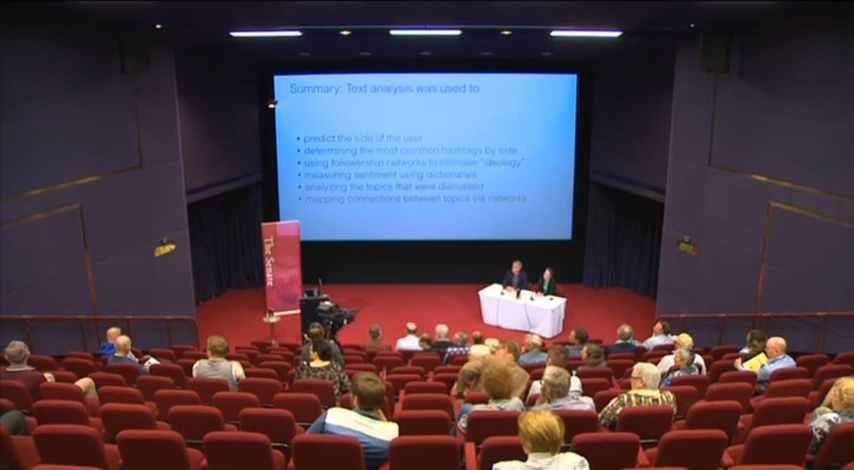 Summary: Text analysis was used to
• predict the side of the user
• determining the most common hashtags by side
• using followership networks to estimate "ideology"
• measuring sentiment using dictionaries
• analyzing the topics that were discussed
• mapping connections between topics via networks
The Senate